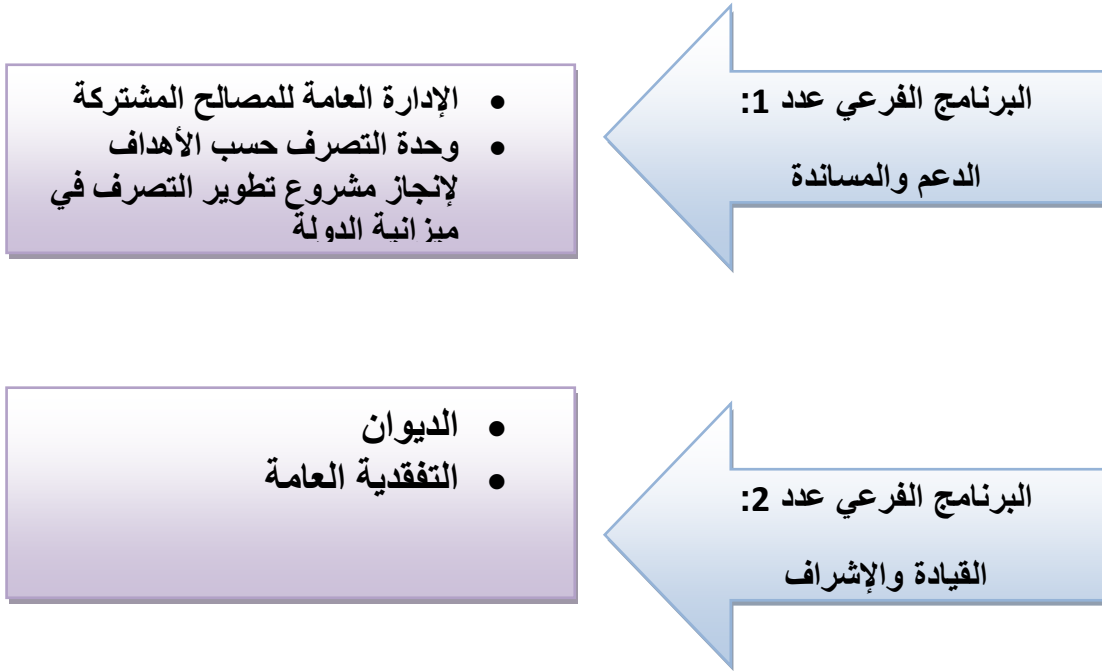 البرنامج الفرعي عدد 1:
الدعم والمساندة
• الإدارة العامة للمصالح المشتركة
• وحدة التصرف حسب الأهداف
لإنجاز مشروع تطوير التصرف في
ميزانية الدولة
البرنامج الفرعي عدد 2:
القيادة والإشراف
• الديوان
• التفقدية العامة